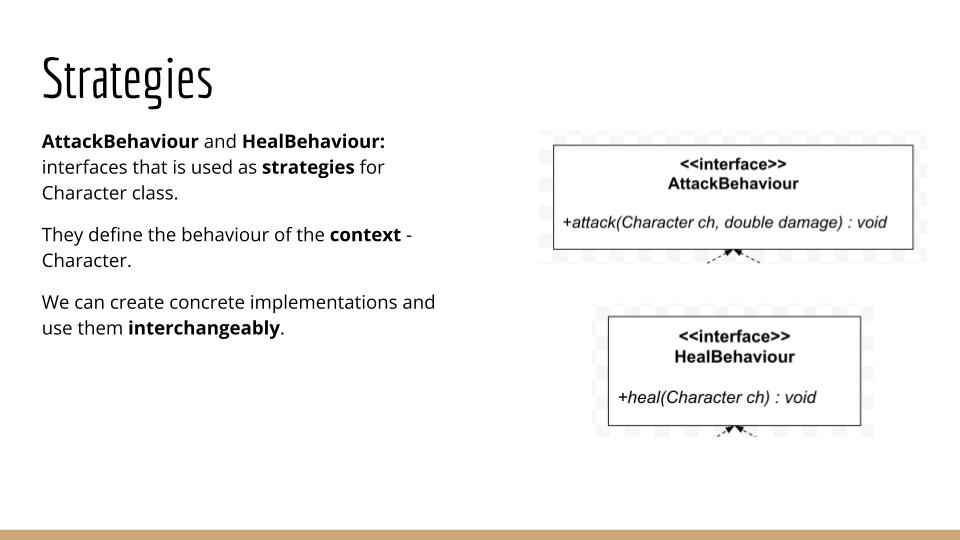 Strategies
AttackBehaviour and HealBehaviour:
interfaces that is used as strategies for
Character class.
They define the behaviour of the context -
Character.
We can create concrete implementations and
use them interchangeably.
<<interface>>
AttackBehaviour
+attack(Character ch, double damage) : void
<<interface>>
HealBehaviour
+heal(Character ch) : void